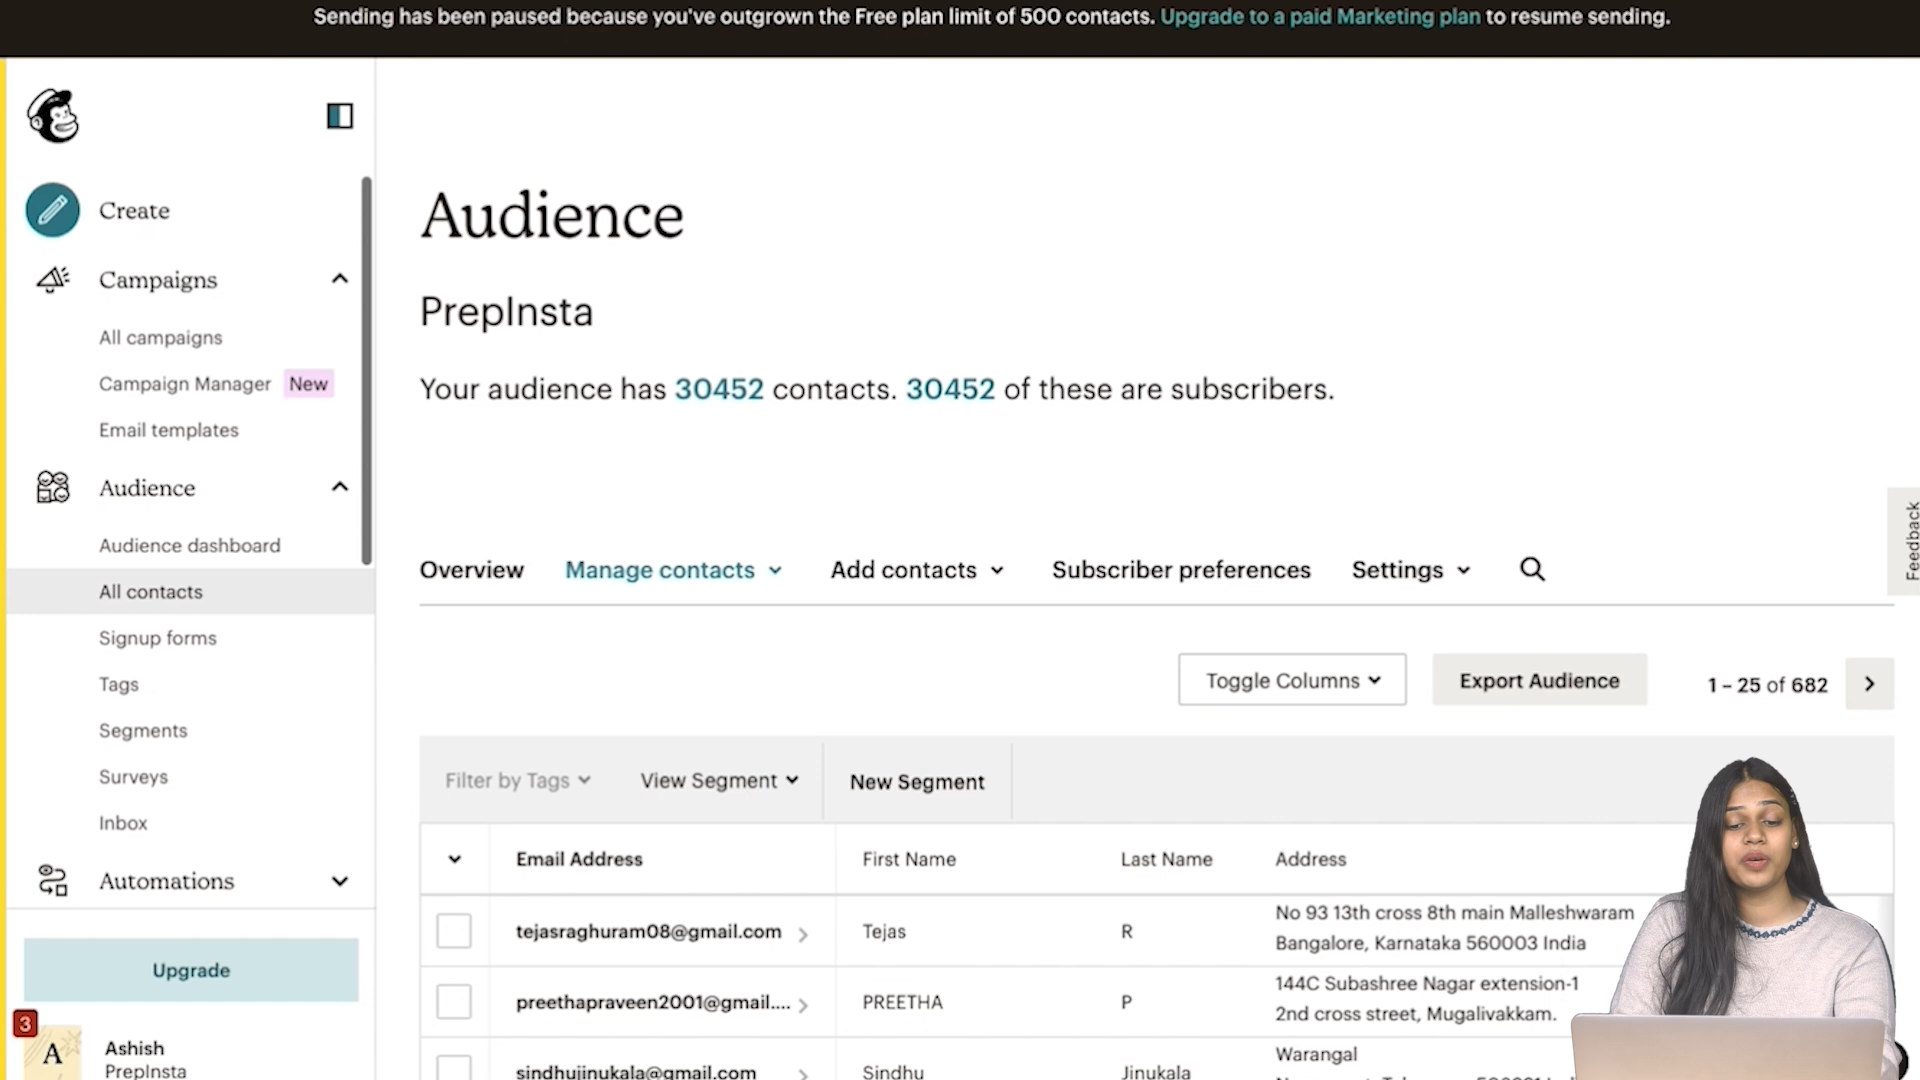 Sending has been paused because you've outgrown the Free plan limit of 500 contacts. Upgrade to a paid Marketing plan to resume sending.
Create
Campaigns
All campaigns
Campaign Manager New
Email templates
Audience
Audience dashboard
All contacts
Signup forms
Tags
Segments
Surveys
Inbox
Automations
Upgrade
3
A
Ashish
PrepInsta
Audience
PrepInsta
Your audience has 30452 contacts. 30452 of these are subscribers.
Overview Manage contacts Add contacts Subscriber preferences Settings
Feedback
Toggle Columns Export Audience 1 – 25 of 682
Filter by Tags View Segment New Segment
Email Address First Name Last Name Address
tejasraghuram08@gmail.com Tejas R No 93 13th cross 8th main Malleshwaram
Bangalore, Karnataka 560003 India
preethapraveen2001@gmail.... PREETHA P 144C Subashree Nagar extension-1
2nd cross street, Mugalivakkam.
sindhujinukala@gmail.com Sindhu Jinukala Warangal